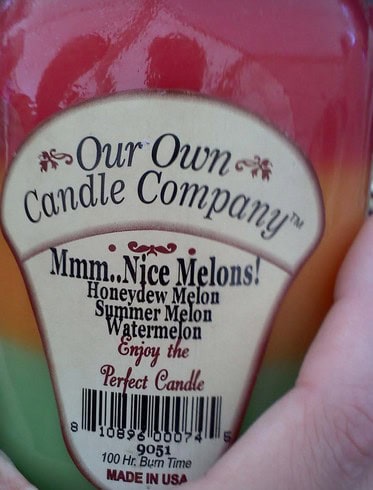 Our Own
Candle Company™
Mmm..Nice Melons!
Honeydew Melon
Summer Melon
Watermelon
Enjoy the
Perfect Candle
8 10896 00074 5
9051
100 Hr. Burn Time
MADE IN USA